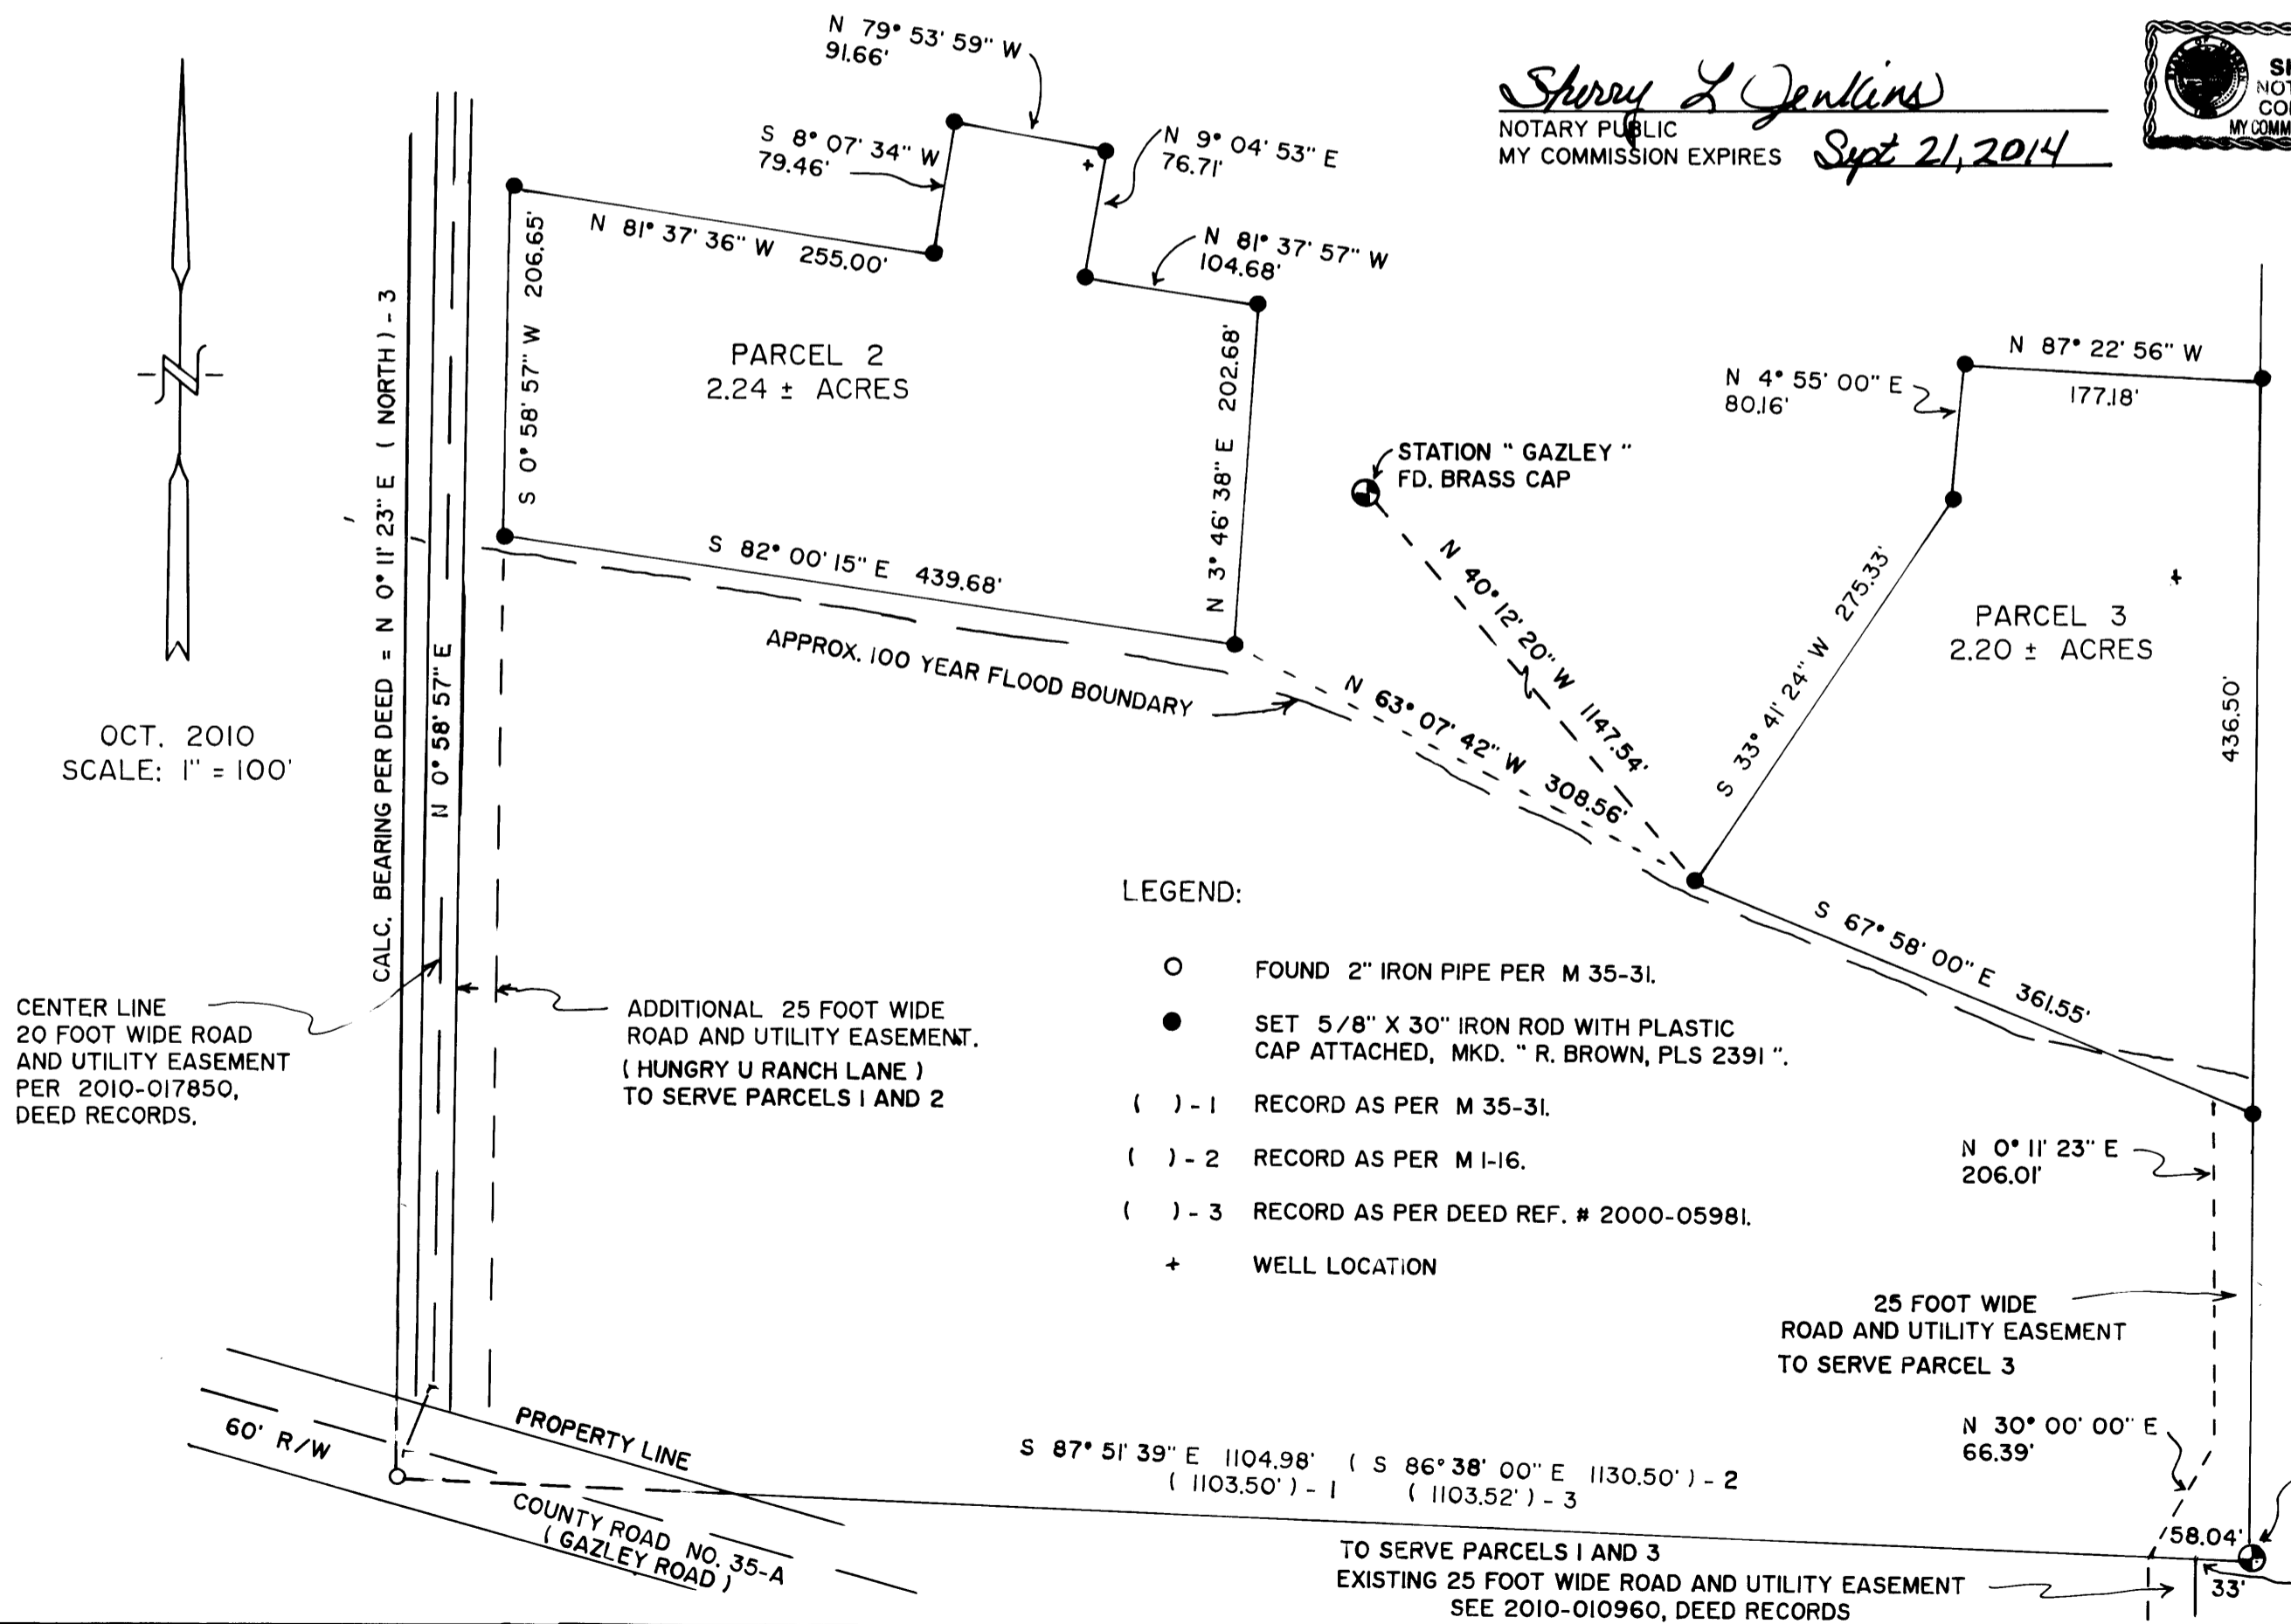 N 79° 53' 59" W
91.66'
S 8° 07' 34" W
79.46'
N 9° 04' 53" E
76.71'
N 81° 37' 57" W
104.68'
N 81° 37' 36" W 255.00'
S 0° 58' 57" W 206.65'
PARCEL 2
2.24 ± ACRES
N 3° 46' 38" E 202.68'
S 82° 00' 15" E 439.68'
APPROX. 100 YEAR FLOOD BOUNDARY
Sherry L Jenkins
NOTARY PUBLIC
MY COMMISSION EXPIRES Sept 21, 2014
STATE OF OREGON
MY COMM
N
OCT. 2010
SCALE: 1" = 100'
CALC. BEARING PER DEED = N 0° 11' 23" E ( NORTH ) - 3
N 0° 58' 57" E
STATION " GAZLEY "
FD. BRASS CAP
N 40° 12' 20" W 1147.54'
N 63° 07' 42" W 308.56'
N 87° 22' 56" W
177.18'
N 4° 55' 00" E
80.16'
S 33° 41' 24" W 275.33'
PARCEL 3
2.20 ± ACRES
436.50'
S 67° 58' 00" E 361.55'
CENTER LINE
20 FOOT WIDE ROAD
AND UTILITY EASEMENT
PER 2010-017850,
DEED RECORDS.
ADDITIONAL 25 FOOT WIDE
ROAD AND UTILITY EASEMENT.
( HUNGRY U RANCH LANE )
TO SERVE PARCELS 1 AND 2
LEGEND:
FOUND 2" IRON PIPE PER M 35-31.
SET 5/8" X 30" IRON ROD WITH PLASTIC
CAP ATTACHED, MKD. " R. BROWN, PLS 2391 ".
( ) - 1 RECORD AS PER M 35-31.
( ) - 2 RECORD AS PER M 1-16.
( ) - 3 RECORD AS PER DEED REF. # 2000-05981.
+ WELL LOCATION
N 0° 11' 23" E
206.01'
25 FOOT WIDE
ROAD AND UTILITY EASEMENT
TO SERVE PARCEL 3
N 30° 00' 00" E
66.39'
60' R/W
PROPERTY LINE
COUNTY ROAD NO. 35-A
( GAZLEY ROAD )
S 87° 51' 39" E 1104.98' ( S 86° 38' 00" E 1130.50' ) - 2
( 1103.50' ) - 1 ( 1103.52' ) - 3
58.04'
33'
TO SERVE PARCELS 1 AND 3
EXISTING 25 FOOT WIDE ROAD AND UTILITY EASEMENT
SEE 2010-010960, DEED RECORDS